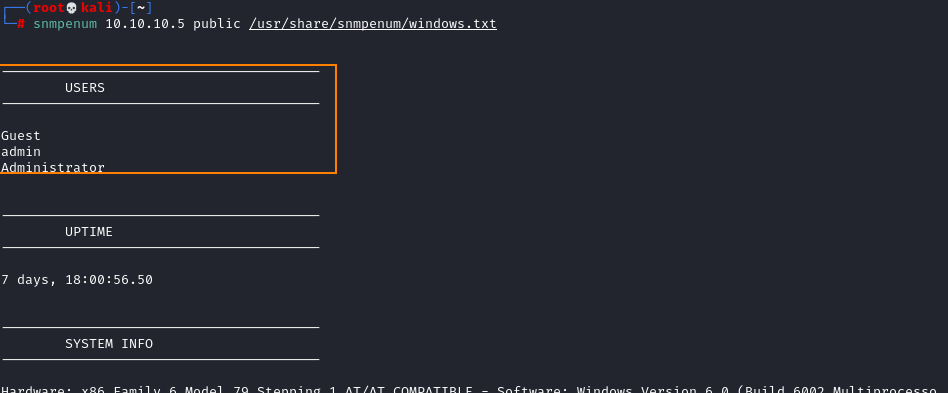 (root💀kali)-[~]
# snmpenum 10.10.10.5 public /usr/share/snmpenum/windows.txt
USERS
Guest
admin
Administrator
UPTIME
7 days, 18:00:56.50
SYSTEM INFO
Hardware: x86 Family 6 Model 79 Stepping 1 AT/AT COMPATIBLE - Software: Windows Version 6.0 (Build 6002 Multiprocesso